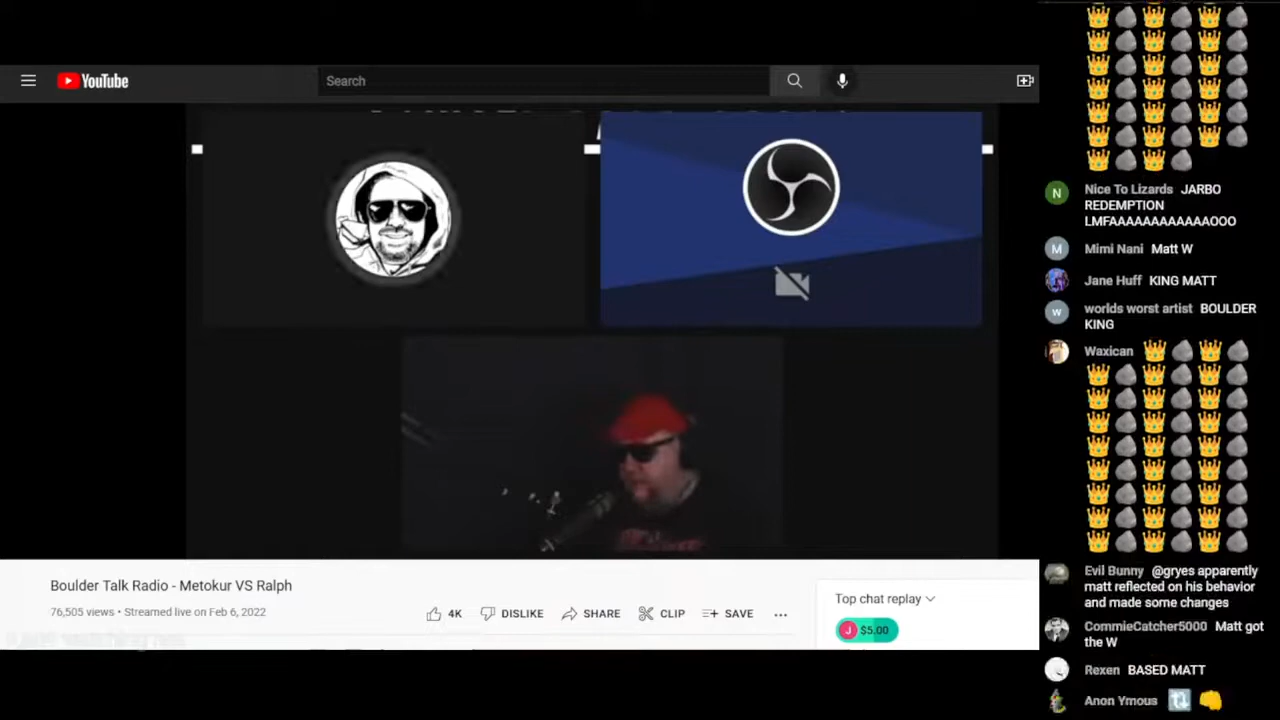 YouTube
Search
Boulder Talk Radio - Metokur VS Ralph
76,505 views • Streamed live on Feb 6, 2022
4K
DISLIKE
SHARE
CLIP
SAVE
Top chat replay
J $5.00
N Nice To Lizards JARBO
REDEMPTION
LMFAAAAAAAAAAAAOOO
M Mimi Nani Matt W
Jane Huff KING MATT
w worlds worst artist BOULDER
KING
Waxican
Evil Bunny @gryes apparently
matt reflected on his behavior
and made some changes
CommieCatcher5000 Matt got
the W
Rexen BASED MATT
Anon Ymous